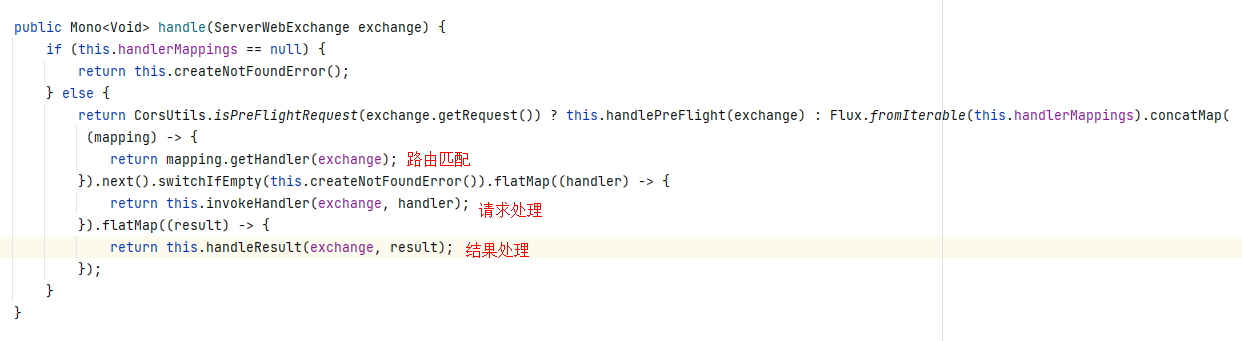 public Mono<Void> handle(ServerWebExchange exchange) {
    if (this.handlerMappings == null) {
        return this.createNotFoundError();
    } else {
        return CorsUtils.isPreFlightRequest(exchange.getRequest()) ? this.handlePreFlight(exchange) : Flux.fromIterable(this.handlerMappings).concatMap(
         (mapping) -> {
            return mapping.getHandler(exchange); 路由匹配
        }).next().switchIfEmpty(this.createNotFoundError()).flatMap((handler) -> {
            return this.invokeHandler(exchange, handler); 请求处理
        }).flatMap((result) -> {
            return this.handleResult(exchange, result); 结果处理
        });
    }
}